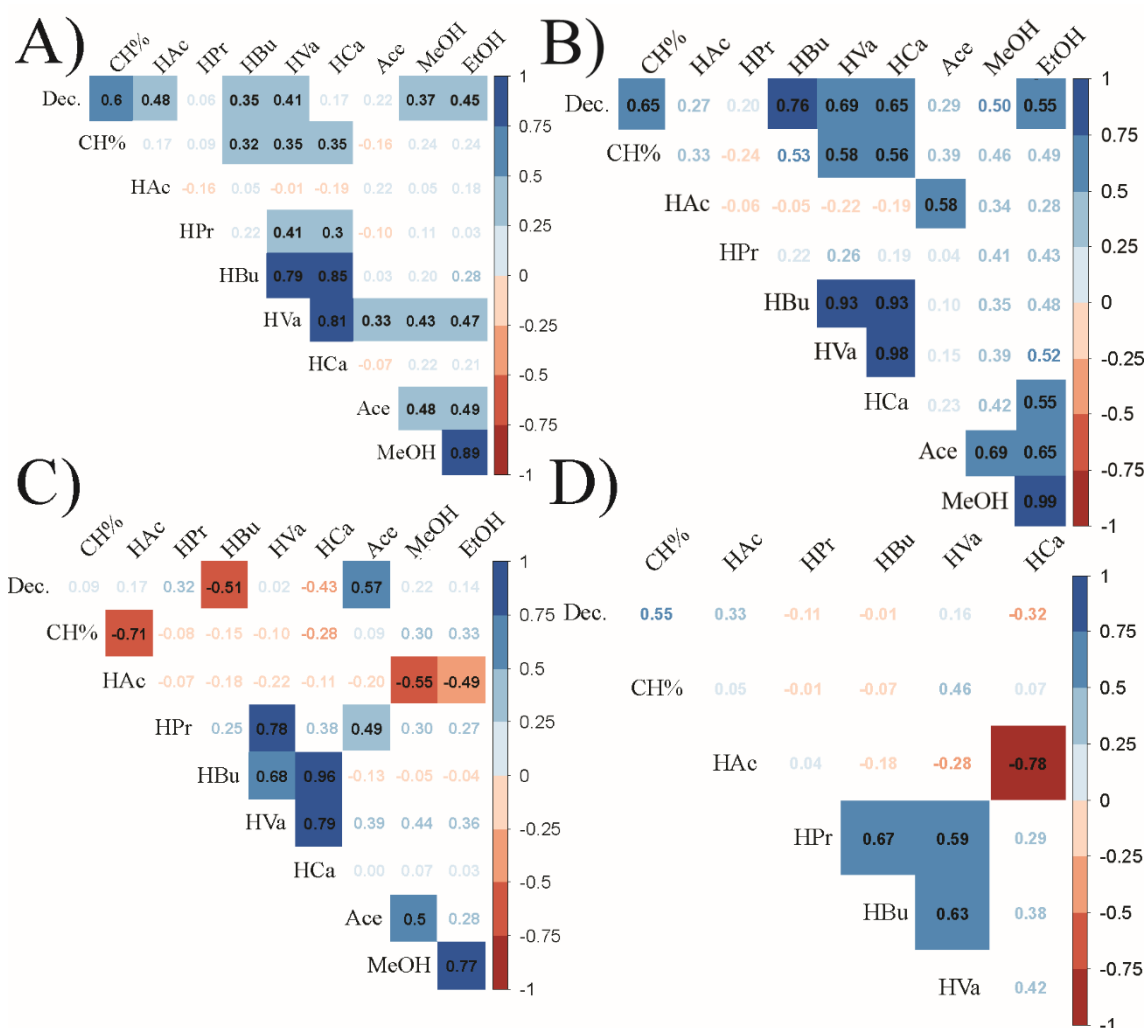 A)
CH% HAc HPr HBu HVa HCa Ace MeOH EtOH
Dec. 0.6 0.48 0.06 0.35 0.41 0.17 0.22 0.37 0.45
CH% 0.17 0.09 0.32 0.35 0.35 -0.16 0.24 0.24
HAc -0.16 0.05 -0.01 -0.19 0.22 0.05 0.18
HPr 0.22 0.41 0.3 -0.10 0.11 0.03
HBu 0.79 0.85 0.03 0.20 0.28
HVa 0.81 0.33 0.43 0.47
HCa -0.07 0.22 0.21
Ace 0.48 0.49
MeOH 0.89
1
0.75
0.5
0.25
0
-0.25
-0.5
-0.75
-1
B)
CH% HAc HPr HBu HVa HCa Ace MeOH EtOH
Dec. 0.65 0.27 0.20 0.76 0.69 0.65 0.29 0.50 0.55
CH% 0.33 -0.24 0.53 0.58 0.56 0.39 0.46 0.49
HAc -0.06 -0.05 -0.22 -0.19 0.58 0.34 0.28
HPr 0.22 0.26 0.19 0.04 0.41 0.43
HBu 0.93 0.93 0.10 0.35 0.48
HVa 0.98 0.15 0.39 0.52
HCa 0.23 0.42 0.55
Ace 0.69 0.65
MeOH 0.99
1
0.75
0.5
0.25
0
-0.25
-0.5
-0.75
-1
C)
CH% HAc HPr HBu HVa HCa Ace MeOH EtOH
Dec. 0.09 0.17 0.32 -0.51 0.02 -0.43 0.57 0.22 0.14
CH% -0.71 -0.08 -0.15 -0.10 -0.28 0.09 0.30 0.33
HAc -0.07 -0.18 -0.22 -0.11 -0.20 -0.55 -0.49
HPr 0.25 0.78 0.38 0.49 0.30 0.27
HBu 0.68 0.96 -0.13 -0.05 -0.04
HVa 0.79 0.39 0.44 0.36
HCa 0.00 0.07 0.03
Ace 0.5 0.28
MeOH 0.77
1
0.75
0.5
0.25
0
-0.25
-0.5
-0.75
-1
D)
CH% HAc HPr HBu HVa HCa
Dec. 0.55 0.33 -0.11 -0.01 0.16 -0.32
CH% 0.05 -0.01 -0.07 0.46 0.07
HAc 0.04 -0.18 -0.28 -0.78
HPr 0.67 0.59 0.29
HBu 0.63 0.38
HVa 0.42
1
0.75
0.5
0.25
0
-0.25
-0.5
-0.75
-1